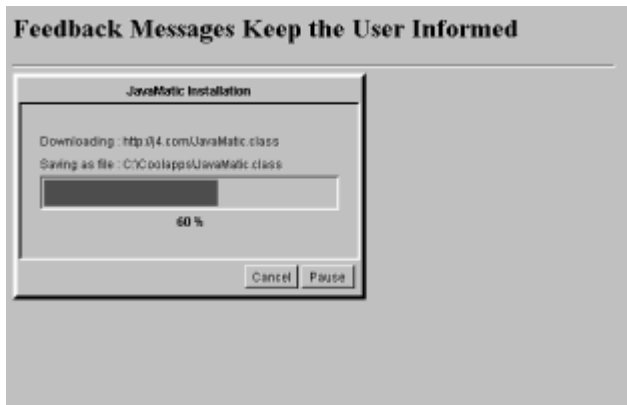 Feedback Messages Keep the User Informed
JavaMatic Installation
Downloading : http://j4.com/JavaMatic.class
Saving as file : C:\Coolapps\JavaMatic.class
60 %
Cancel Pause